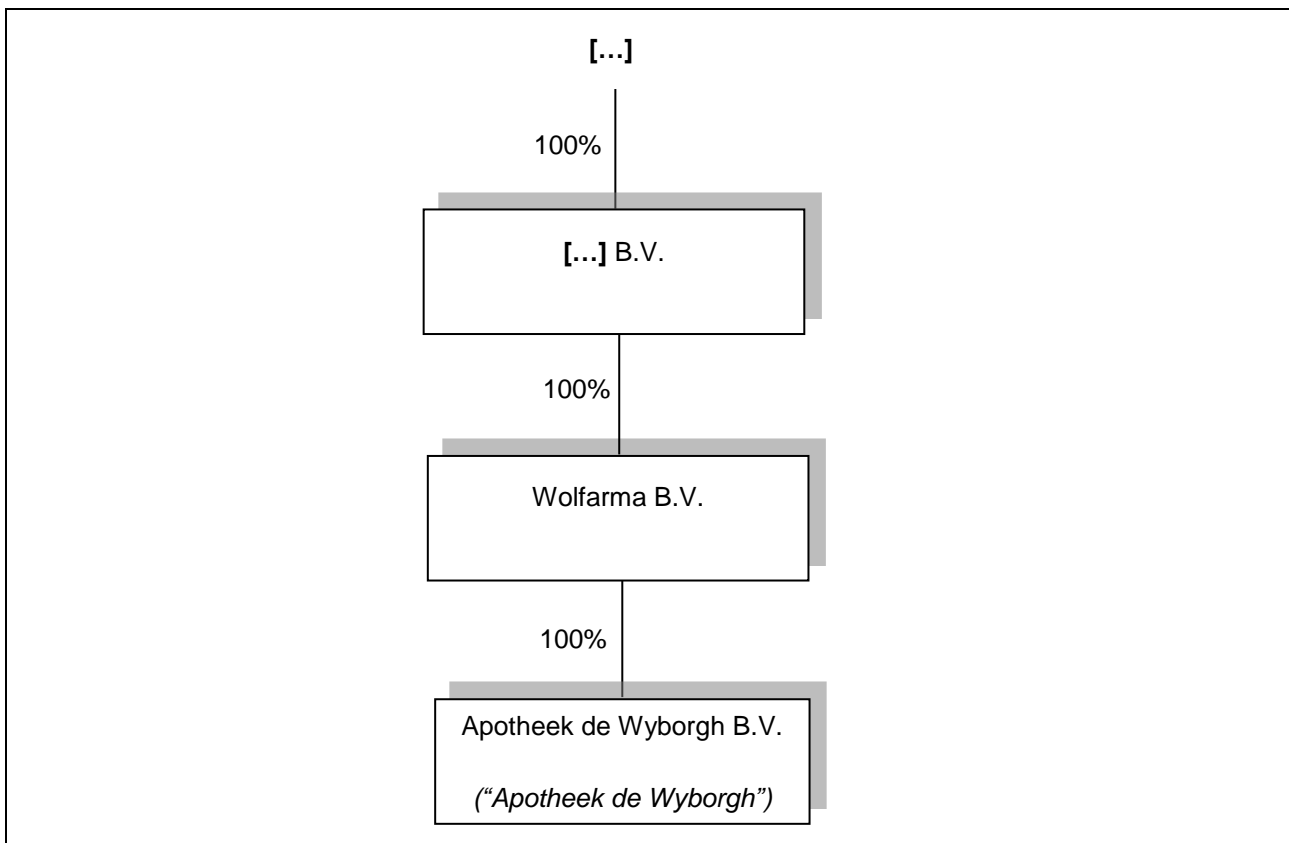 […]
100%
[…] B.V.
100%
Wolfarma B.V.
100%
Apotheek de Wyborgh B.V.
(“Apotheek de Wyborgh”)